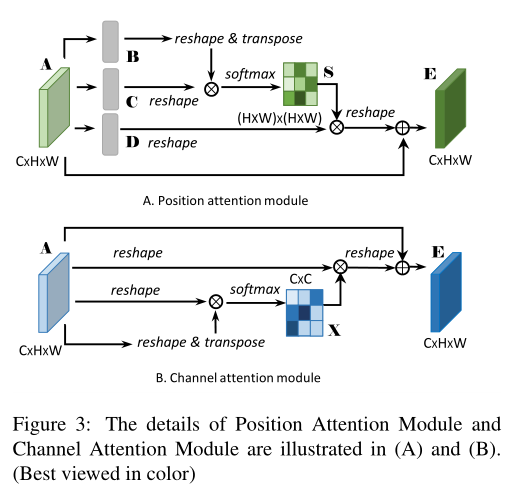 B
reshape & transpose
A
softmax
S
E
C
reshape
(HxW)x(HxW)
reshape
D
reshape
CxHxW
CxHxW
A. Position attention module
A
reshape
reshape
E
CxC
reshape
softmax
X
CxHxW
reshape & transpose
CxHxW
B. Channel attention module
Figure 3: The details of Position Attention Module and
Channel Attention Module are illustrated in (A) and (B).
(Best viewed in color)